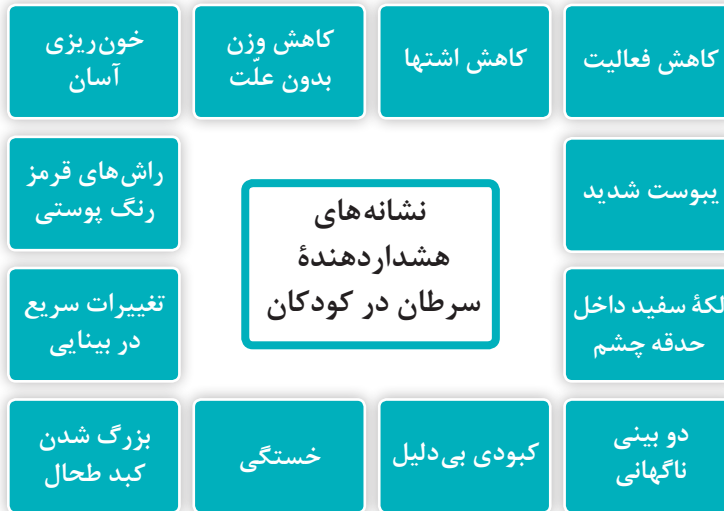 کاهش فعالیت
کاهش اشتها
کاهش وزن
بدون علّت
خون‌ریزی
آسان
یبوست شدید
نشانه‌های
هشداردهندهٔ
سرطان در کودکان
راش‌های قرمز
رنگ پوستی
لکهٔ سفید داخل
حدقه چشم
تغییرات سریع
در بینایی
دو بینی
ناگهانی
کبودی بی‌دلیل
خستگی
بزرگ شدن
کبد طحال